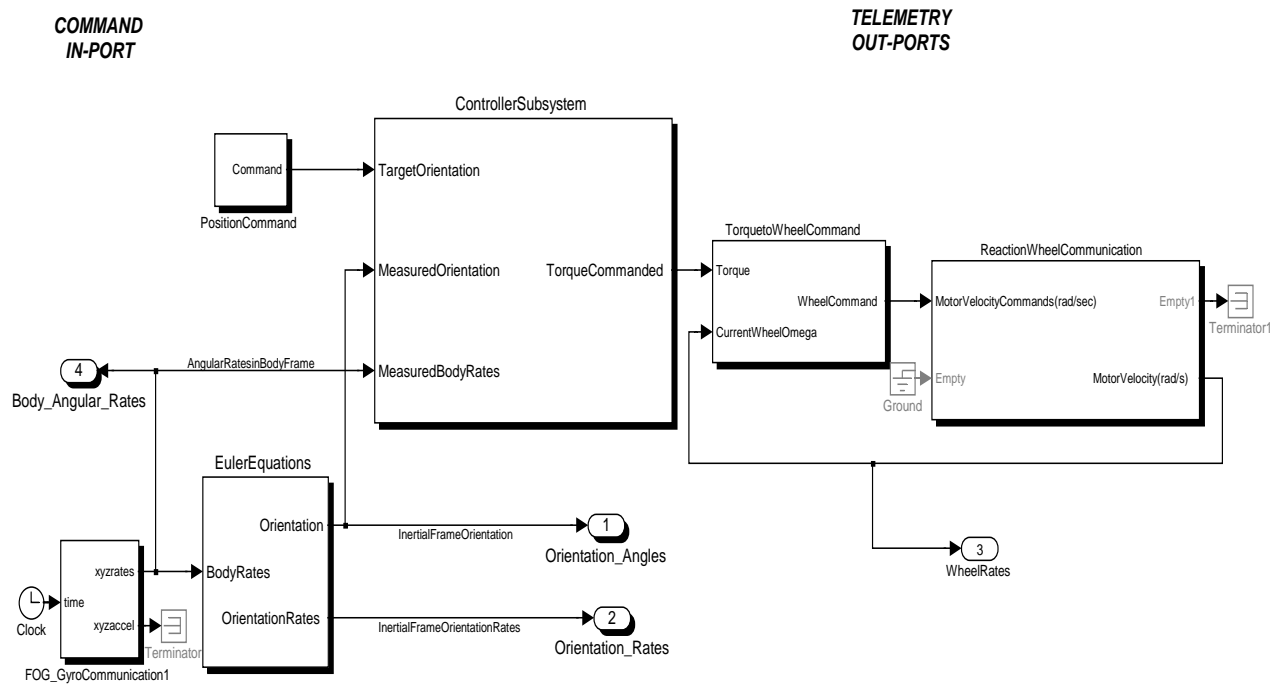 COMMAND
IN-PORT
TELEMETRY
OUT-PORTS
ControllerSubsystem
Command
PositionCommand
TargetOrientation
MeasuredOrientation
TorqueCommanded
MeasuredBodyRates
TorquetoWheelCommand
Torque
WheelCommand
CurrentWheelOmega
ReactionWheelCommunication
MotorVelocityCommands(rad/sec)
Empty1
Terminator1
Empty
Ground
MotorVelocity(rad/s)
4
Body_Angular_Rates
AngularRatesinBodyFrame
EulerEquations
Orientation
InertialFrameOrientation
1
Orientation_Angles
3
WheelRates
xyzrates
BodyRates
time
Clock
xyzaccel
Terminator
FOG_GyroCommunication1
OrientationRates
InertialFrameOrientationRates
2
Orientation_Rates